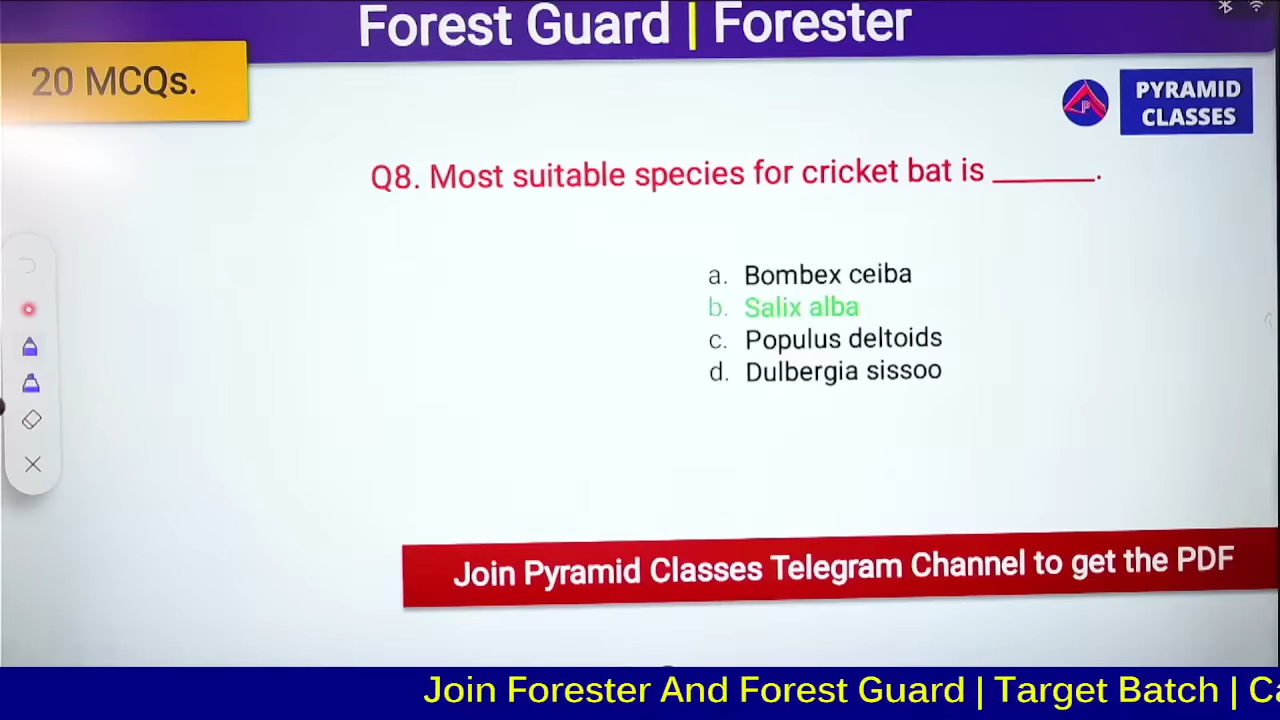 Forest Guard | Forester
20 MCQs.
PYRAMID
CLASSES
P
Q8. Most suitable species for cricket bat is ______.
a. Bombex ceiba
b. Salix alba
c. Populus deltoids
d. Dulbergia sissoo
Join Pyramid Classes Telegram Channel to get the PDF
Join Forester And Forest Guard | Target Batch | Ca